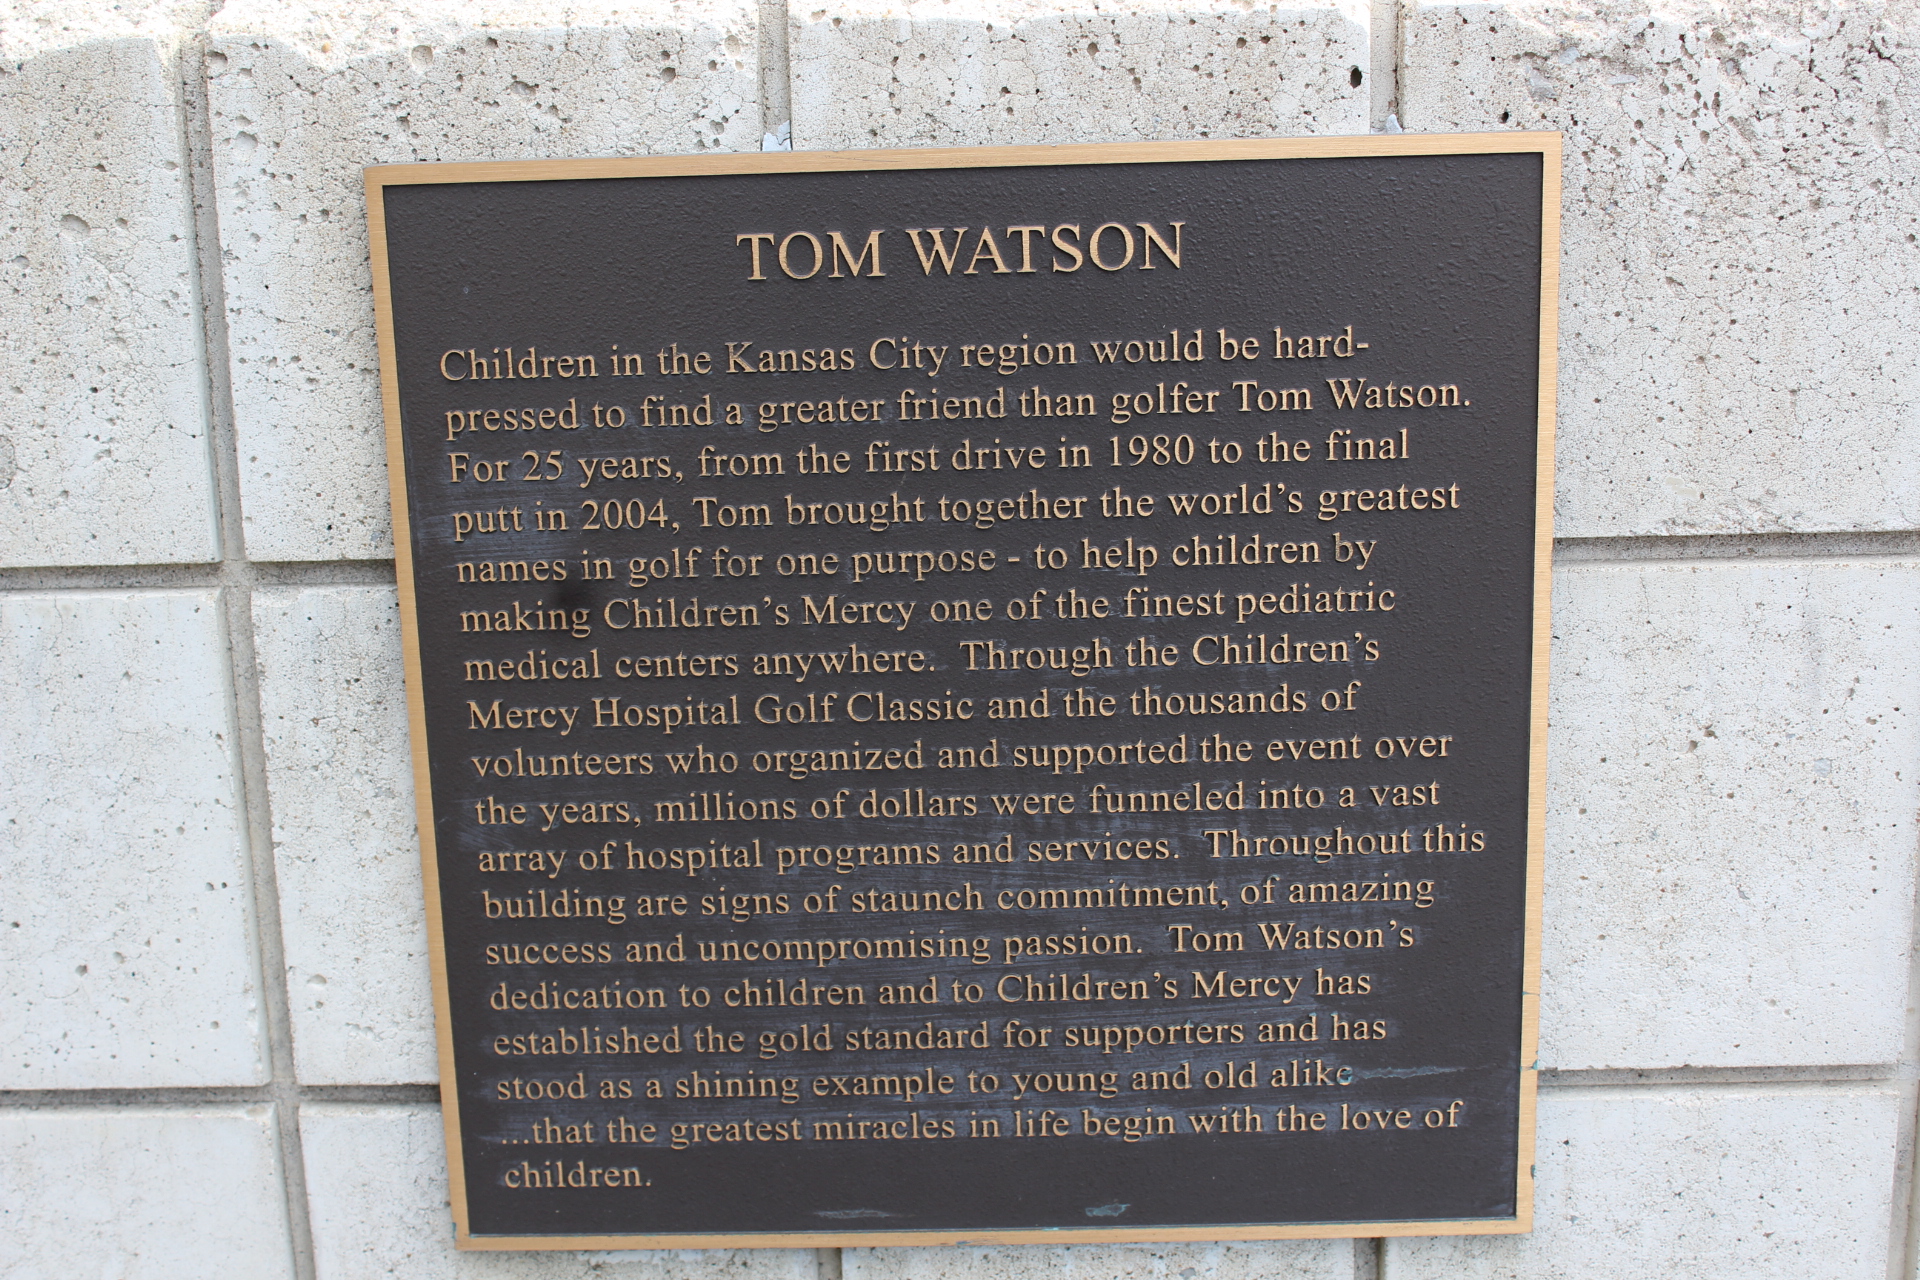 TOM WATSON
Children in the Kansas City region would be hard-
pressed to find a greater friend than golfer Tom Watson.
For 25 years, from the first drive in 1980 to the final
putt in 2004, Tom brought together the world's greatest
names in golf for one purpose - to help children by
making Children's Mercy one of the finest pediatric
medical centers anywhere. Through the Children's
Mercy Hospital Golf Classic and the thousands of
volunteers who organized and supported the event over
the years, millions of dollars were funneled into a vast
array of hospital programs and services. Throughout this
building are signs of staunch commitment, of amazing
success and uncompromising passion. Tom Watson's
dedication to children and to Children's Mercy has
established the gold standard for supporters and has
stood as a shining example to young and old alike
...that the greatest miracles in life begin with the love of
children.